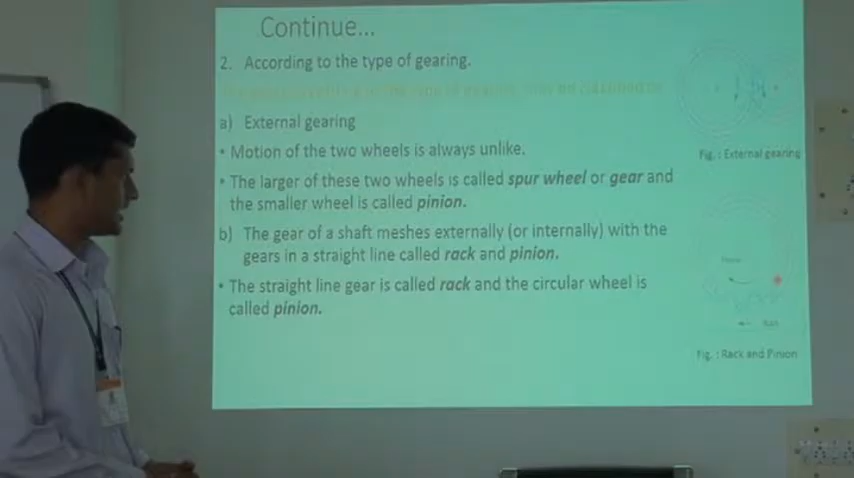 Continue...
2. According to the type of gearing.
a) External gearing
• Motion of the two wheels is always unlike.
• The larger of these two wheels is called spur wheel or gear and
the smaller wheel is called pinion.
b) The gear of a shaft meshes externally (or internally) with the
gears in a straight line called rack and pinion.
• The straight line gear is called rack and the circular wheel is
called pinion.
Fig. : External gearing
Pinion
Rack
Fig. : Rack and Pinion